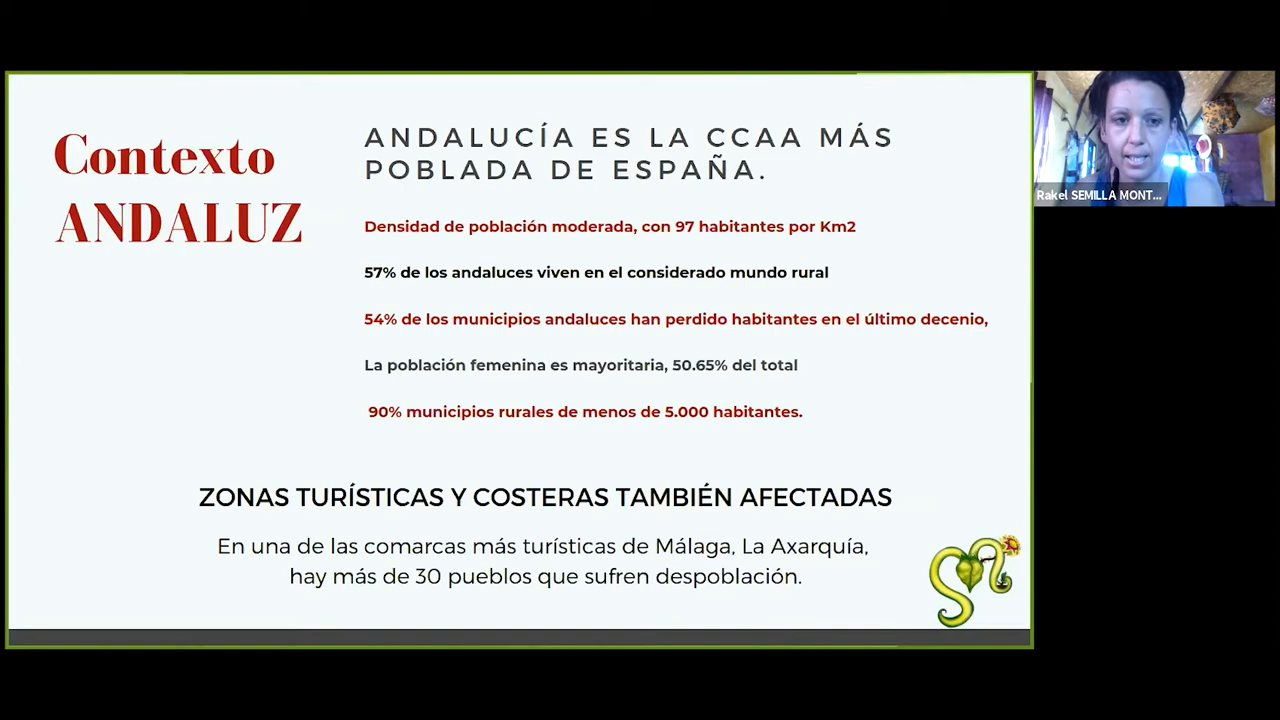 Contexto
ANDALUZ
ANDALUCÍA ES LA CCAA MÁS
POBLADA DE ESPAÑA.
Densidad de población moderada, con 97 habitantes por Km2
57% de los andaluces viven en el considerado mundo rural
54% de los municipios andaluces han perdido habitantes en el último decenio,
La población femenina es mayoritaria, 50.65% del total
90% municipios rurales de menos de 5.000 habitantes.
ZONAS TURÍSTICAS Y COSTERAS TAMBIÉN AFECTADAS
En una de las comarcas más turísticas de Málaga, La Axarquía,
hay más de 30 pueblos que sufren despoblación.
Rakel SEMILLA MONT...